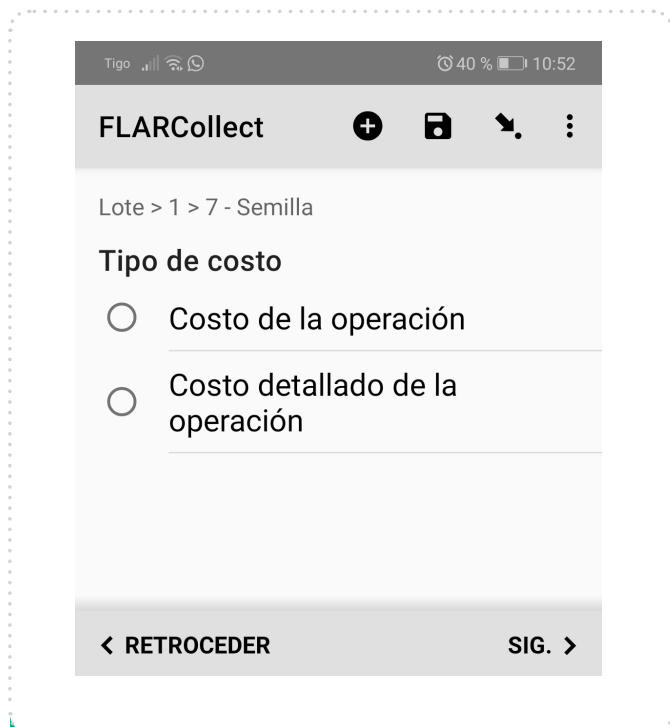 Tigo 40 % 10:52
FLARCollect
Lote > 1 > 7 - Semilla
Tipo de costo
Costo de la operación
Costo detallado de la
operación
< RETROCEDER SIG. >